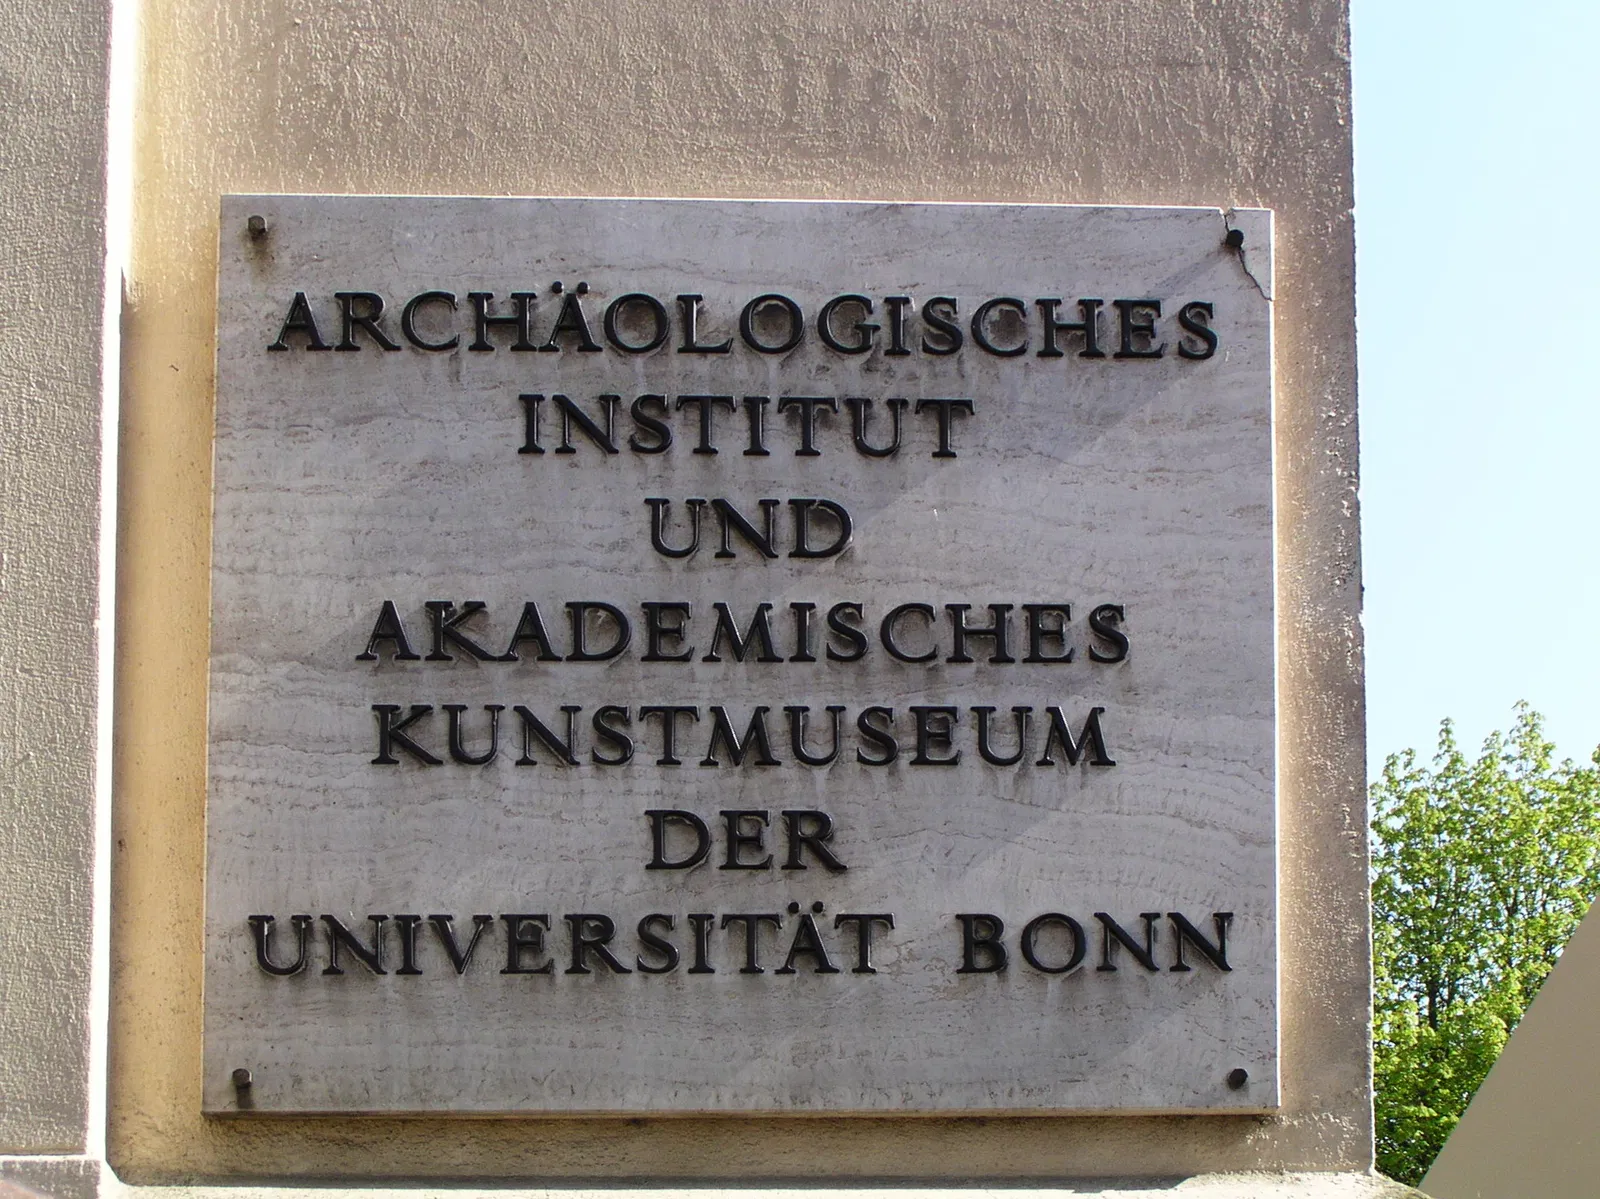 ARCHÄOLOGISCHES
INSTITUT
UND
AKADEMISCHES
KUNSTMUSEUM
DER
UNIVERSITÄT BONN